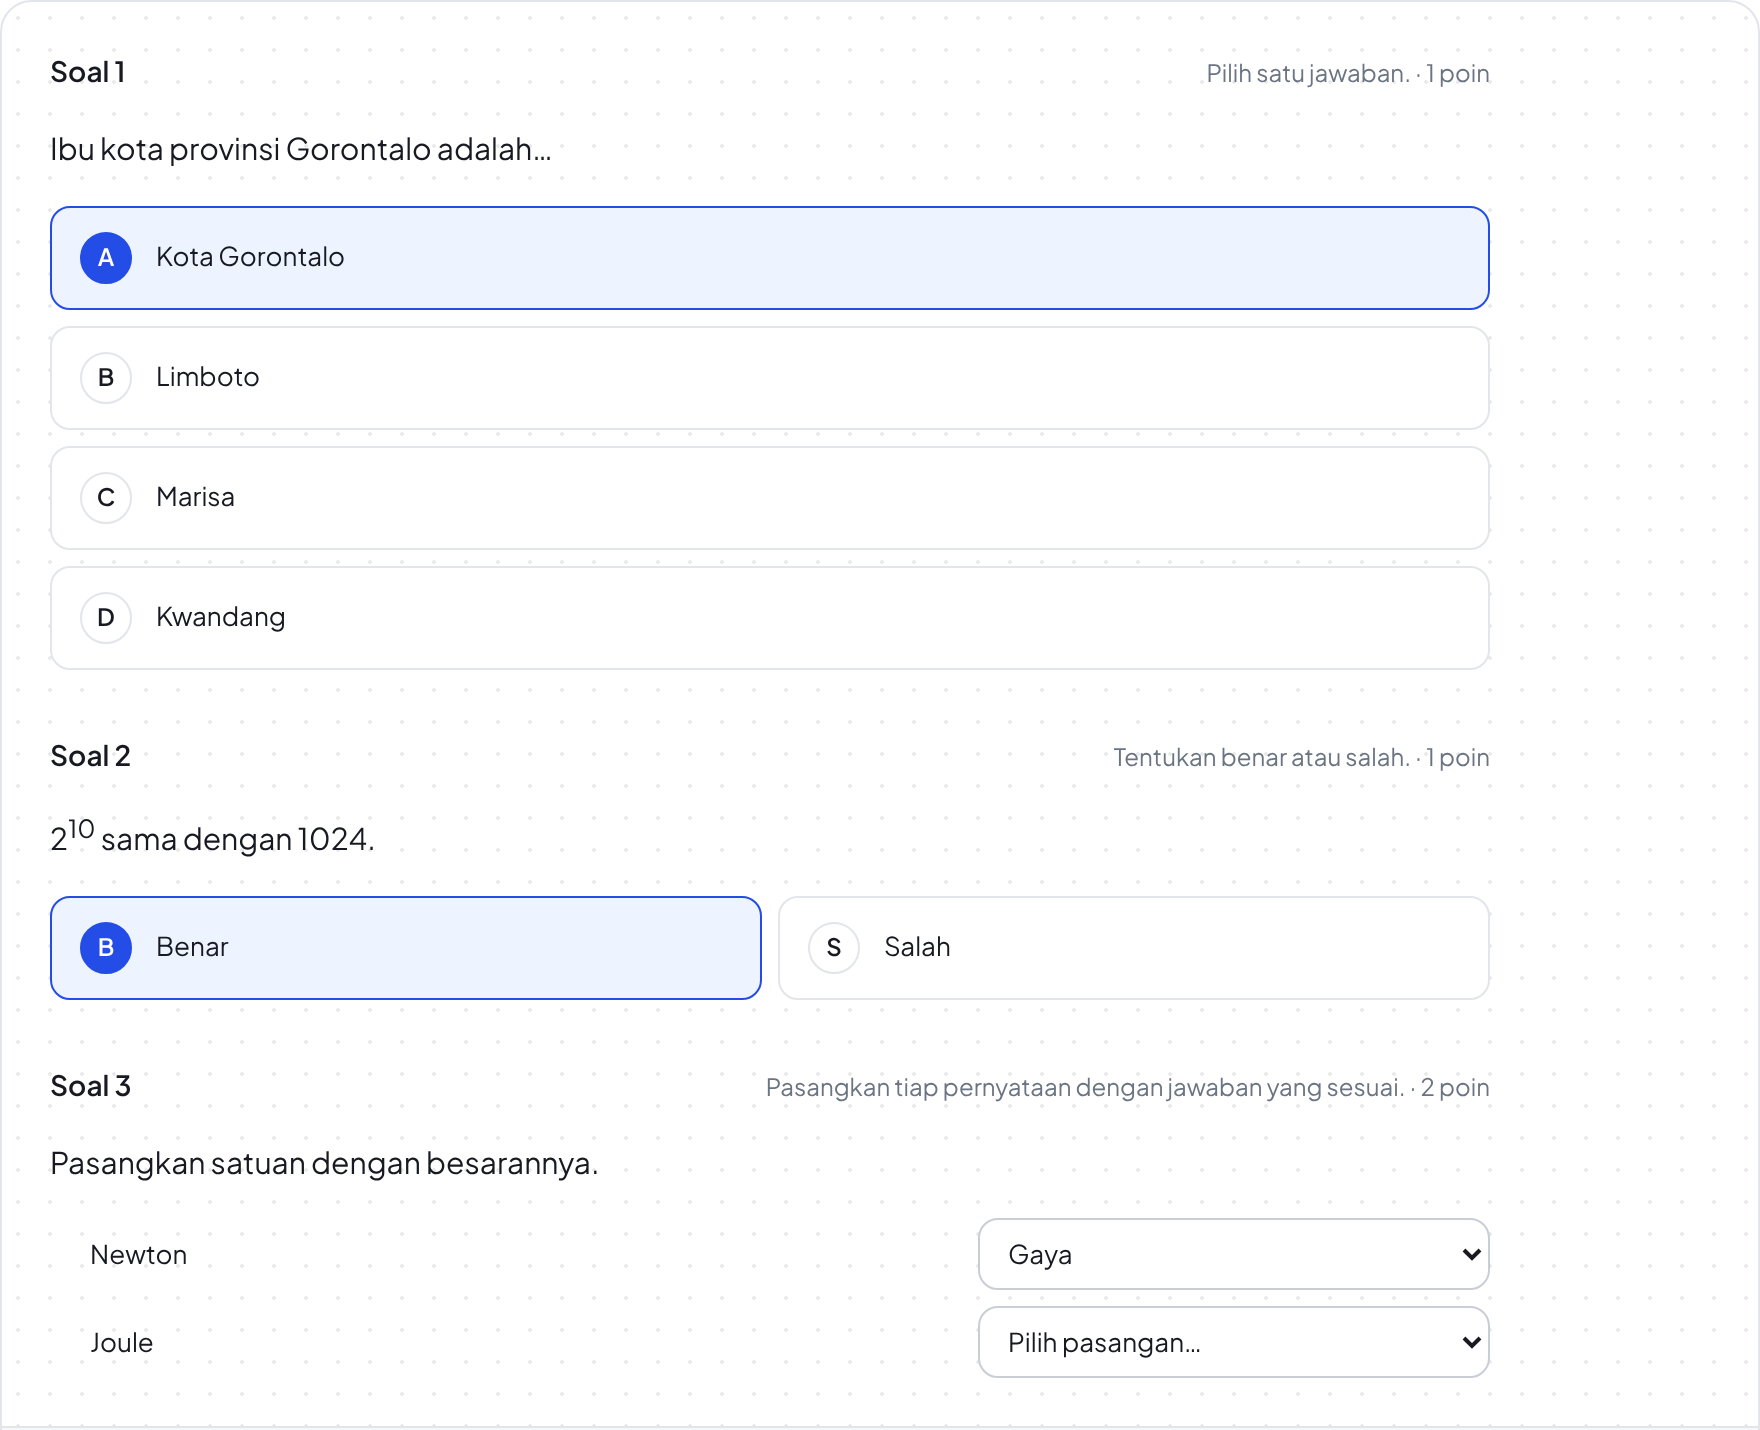 Soal 1
Pilih satu jawaban. · 1 poin
Ibu kota provinsi Gorontalo adalah...
A Kota Gorontalo
B Limboto
C Marisa
D Kwandang
Soal 2
Tentukan benar atau salah. · 1 poin
2¹⁰ sama dengan 1024.
B Benar
S Salah
Soal 3
Pasangkan tiap pernyataan dengan jawaban yang sesuai. · 2 poin
Pasangkan satuan dengan besarannya.
Newton
Gaya
Joule
Pilih pasangan...